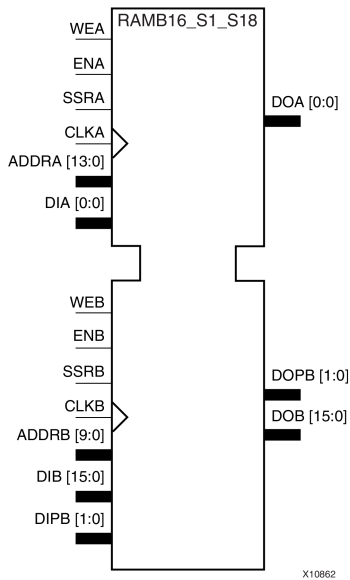 RAMB16_S1_S18
WEA
ENA
SSRA
CLKA
ADDRA [13:0]
DIA [0:0]
DOA [0:0]
WEB
ENB
SSRB
CLKB
ADDRB [9:0]
DIB [15:0]
DIPB [1:0]
DOPB [1:0]
DOB [15:0]
X10862